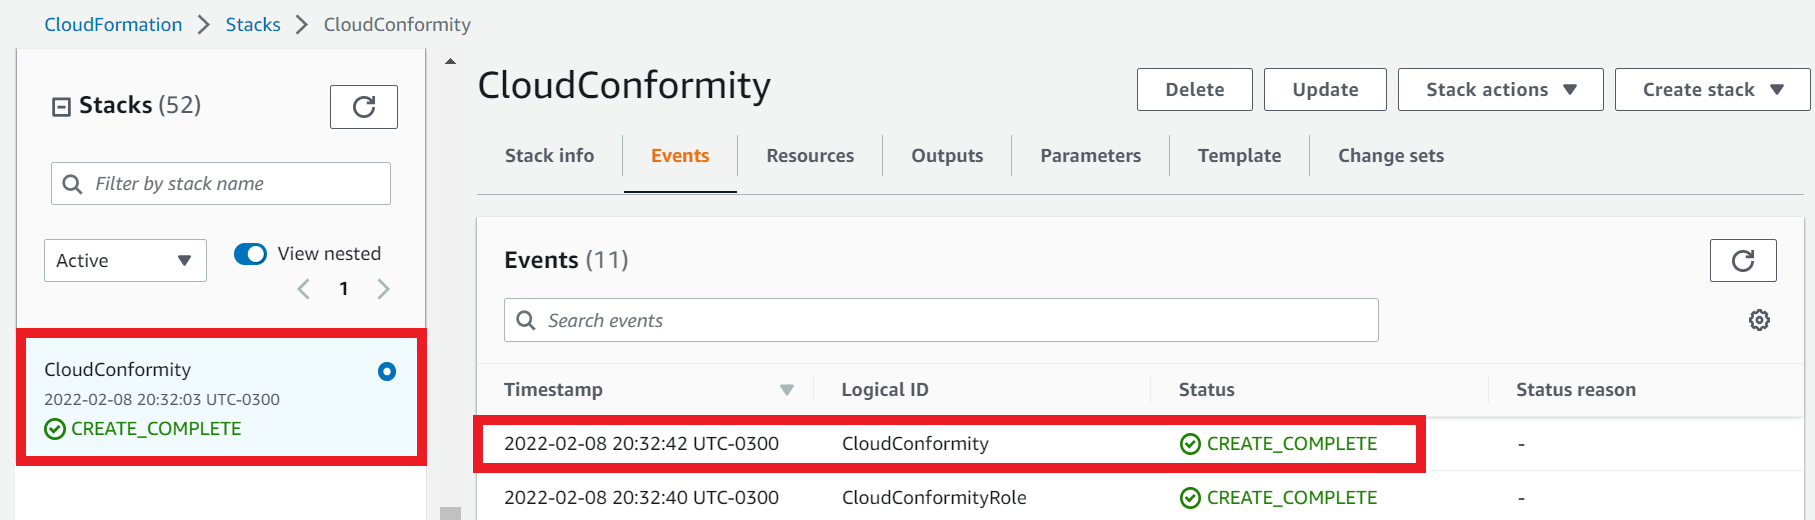 CloudFormation > Stacks > CloudConformity
Stacks (52)
Filter by stack name
Active
View nested
1
CloudConformity
2022-02-08 20:32:03 UTC-0300
CREATE_COMPLETE
CloudConformity
Delete
Update
Stack actions
Create stack
Stack info
Events
Resources
Outputs
Parameters
Template
Change sets
Events (11)
Search events
Timestamp Logical ID Status Status reason
2022-02-08 20:32:42 UTC-0300 CloudConformity CREATE_COMPLETE -
2022-02-08 20:32:40 UTC-0300 CloudConformityRole CREATE_COMPLETE -